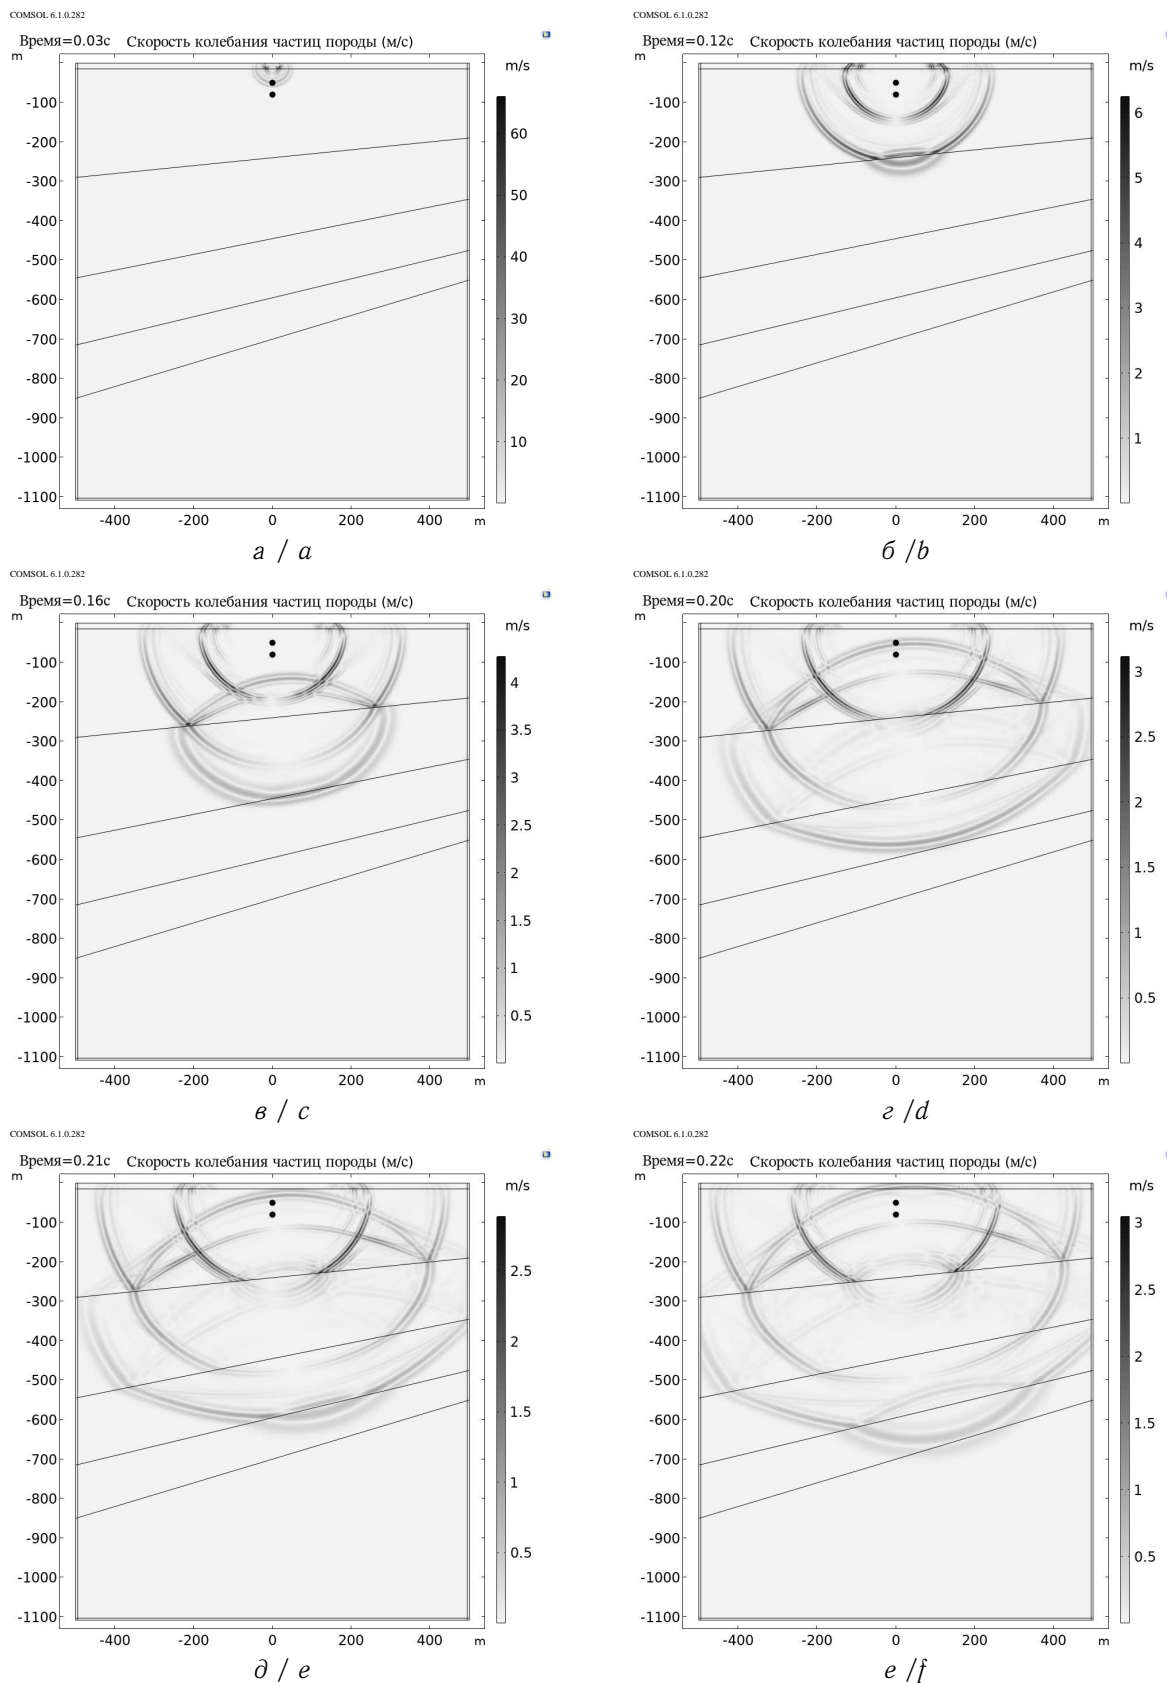 COMSOL 6.1.0.282
Время=0.03с Скорость колебания частиц породы (м/с)
m
m/s
60
50
40
30
20
10
-100
-200
-300
-400
-500
-600
-700
-800
-900
-1000
-1100
-400 -200 0 200 400 m
а / a
COMSOL 6.1.0.282
Время=0.12с Скорость колебания частиц породы (м/с)
m
m/s
6
5
4
3
2
1
-100
-200
-300
-400
-500
-600
-700
-800
-900
-1000
-1100
-400 -200 0 200 400 m
б /b
COMSOL 6.1.0.282
Время=0.16с Скорость колебания частиц породы (м/с)
m
m/s
4
3.5
3
2.5
2
1.5
1
0.5
-100
-200
-300
-400
-500
-600
-700
-800
-900
-1000
-1100
-400 -200 0 200 400 m
в / c
COMSOL 6.1.0.282
Время=0.20с Скорость колебания частиц породы (м/с)
m
m/s
3
2.5
2
1.5
1
0.5
-100
-200
-300
-400
-500
-600
-700
-800
-900
-1000
-1100
-400 -200 0 200 400 m
г /d
COMSOL 6.1.0.282
Время=0.21с Скорость колебания частиц породы (м/с)
m
m/s
2.5
2
1.5
1
0.5
-100
-200
-300
-400
-500
-600
-700
-800
-900
-1000
-1100
-400 -200 0 200 400 m
д / e
COMSOL 6.1.0.282
Время=0.22с Скорость колебания частиц породы (м/с)
m
m/s
3
2.5
2
1.5
1
0.5
-100
-200
-300
-400
-500
-600
-700
-800
-900
-1000
-1100
-400 -200 0 200 400 m
е /f